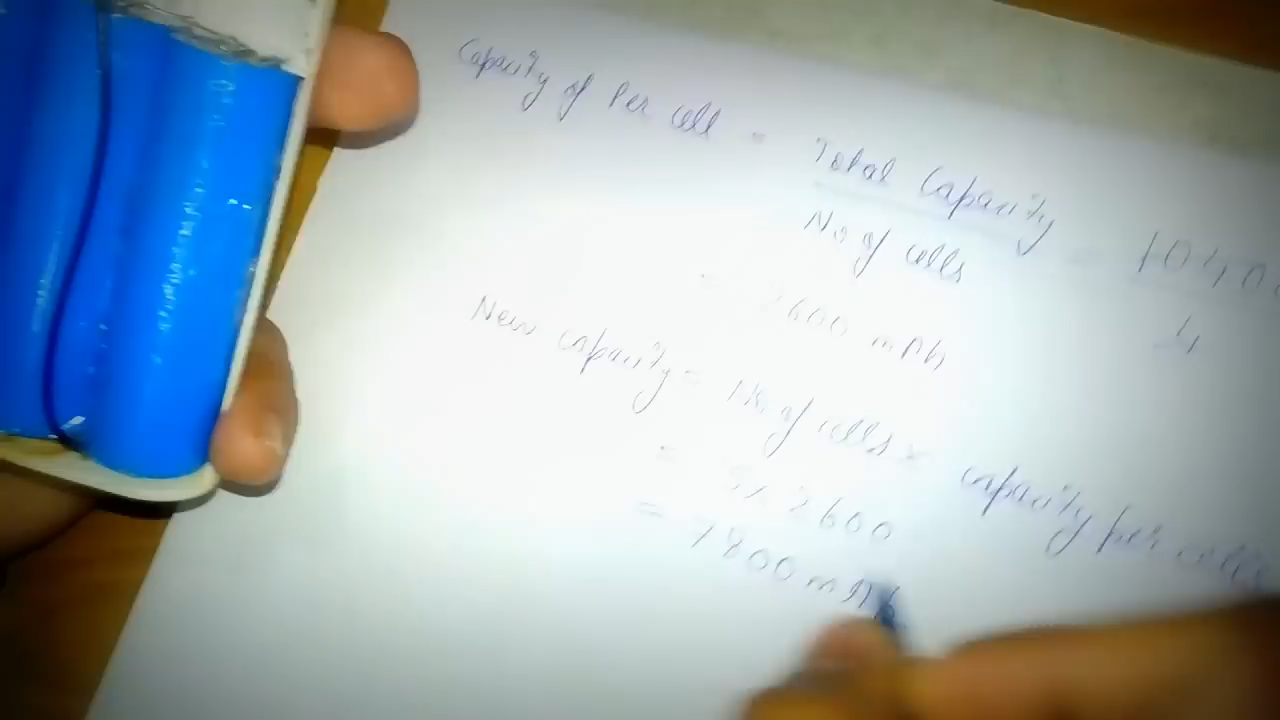 Capacity of Per cell = Total Capacity = 10400
No of cells 4
= 2600 mAh
New capacity = No of cells × capacity per cells
= 3 × 2600
= 7800 mAh